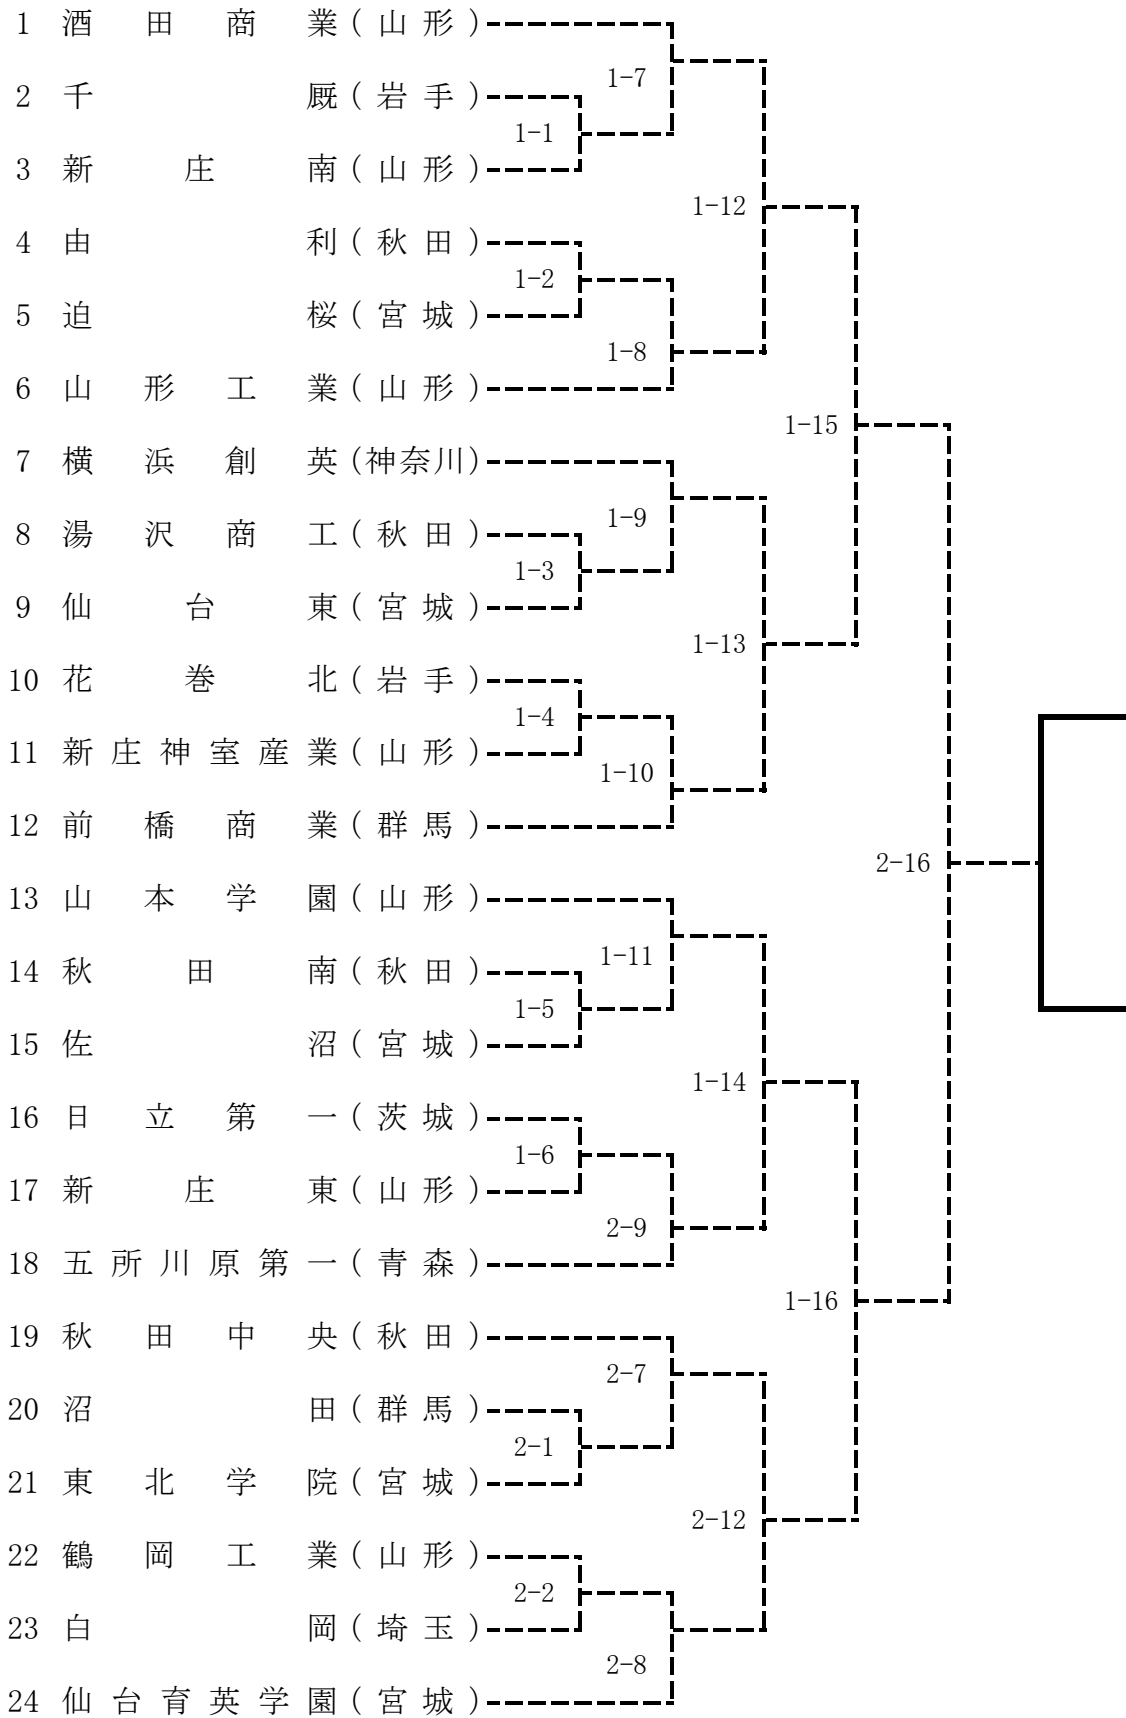 1 酒田商業(山形)
1-7
2 千厩(岩手)
1-1
3 新庄南(山形)
1-12
4 由利(秋田)
1-2
5 迫桜(宮城)
1-8
6 山形工業(山形)
1-15
7 横浜創英(神奈川)
1-9
8 湯沢商工(秋田)
1-3
9 仙台東(宮城)
1-13
10 花巻北(岩手)
1-4
11 新庄神室産業(山形)
1-10
12 前橋商業(群馬)
2-16
13 山本学園(山形)
1-11
14 秋田南(秋田)
1-5
15 佐沼(宮城)
1-14
16 日立第一(茨城)
1-6
17 新庄東(山形)
2-9
18 五所川原第一(青森)
1-16
19 秋田中央(秋田)
2-7
20 沼田(群馬)
2-1
21 東北学院(宮城)
2-12
22 鶴岡工業(山形)
2-2
23 白岡(埼玉)
2-8
24 仙台育英学園(宮城)